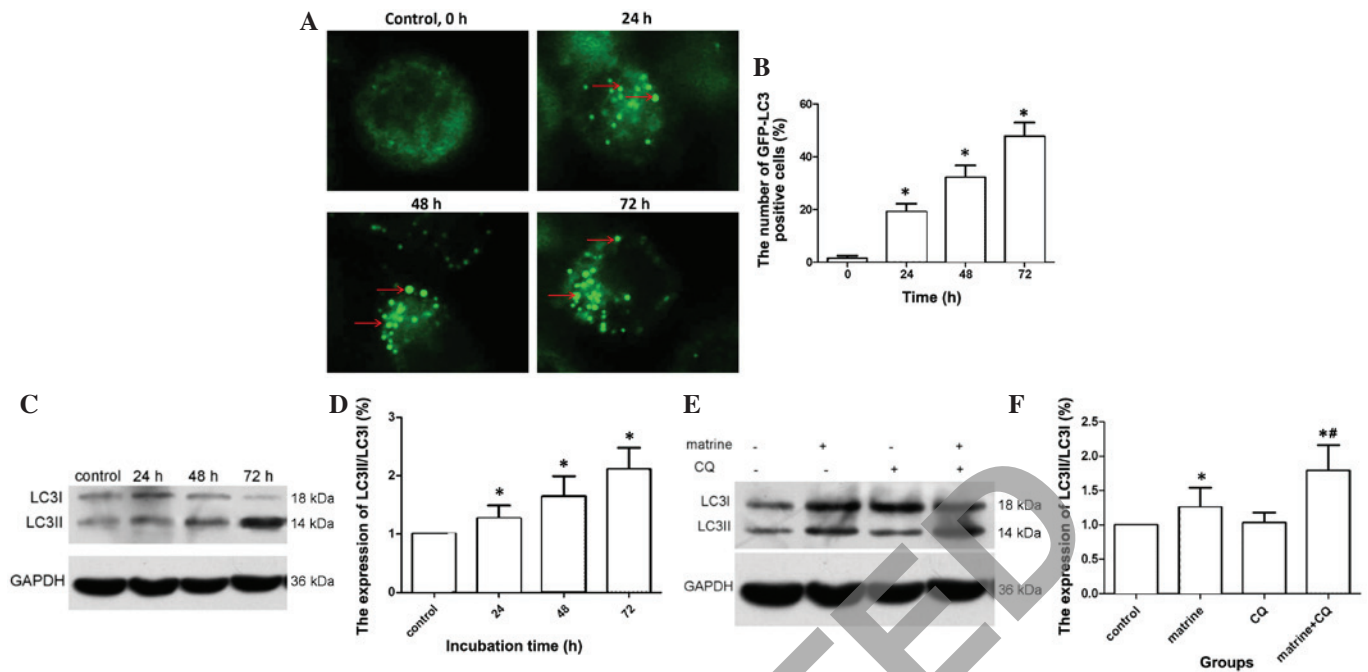 A
Control, 0 h
24 h
48 h
72 h
B
The number of GFP-LC3
positive cells (%)
60
40
20
0
*
*
*
0
24
48
72
Time (h)
C
control 24 h 48 h 72 h
LC3I
18 kDa
LC3II
14 kDa
GAPDH
36 kDa
D
The expression of LC3II/LC3I (%)
3
2
1
0
*
*
*
control
24
48
72
Incubation time (h)
E
matrine - + - +
CQ - - + +
LC3I
18 kDa
LC3II
14 kDa
GAPDH
36 kDa
F
The expression of LC3II/LC3I (%)
2.5
2.0
1.5
1.0
0.5
0.0
*
*#
control
matrine
CQ
matrine+CQ
Groups
TED